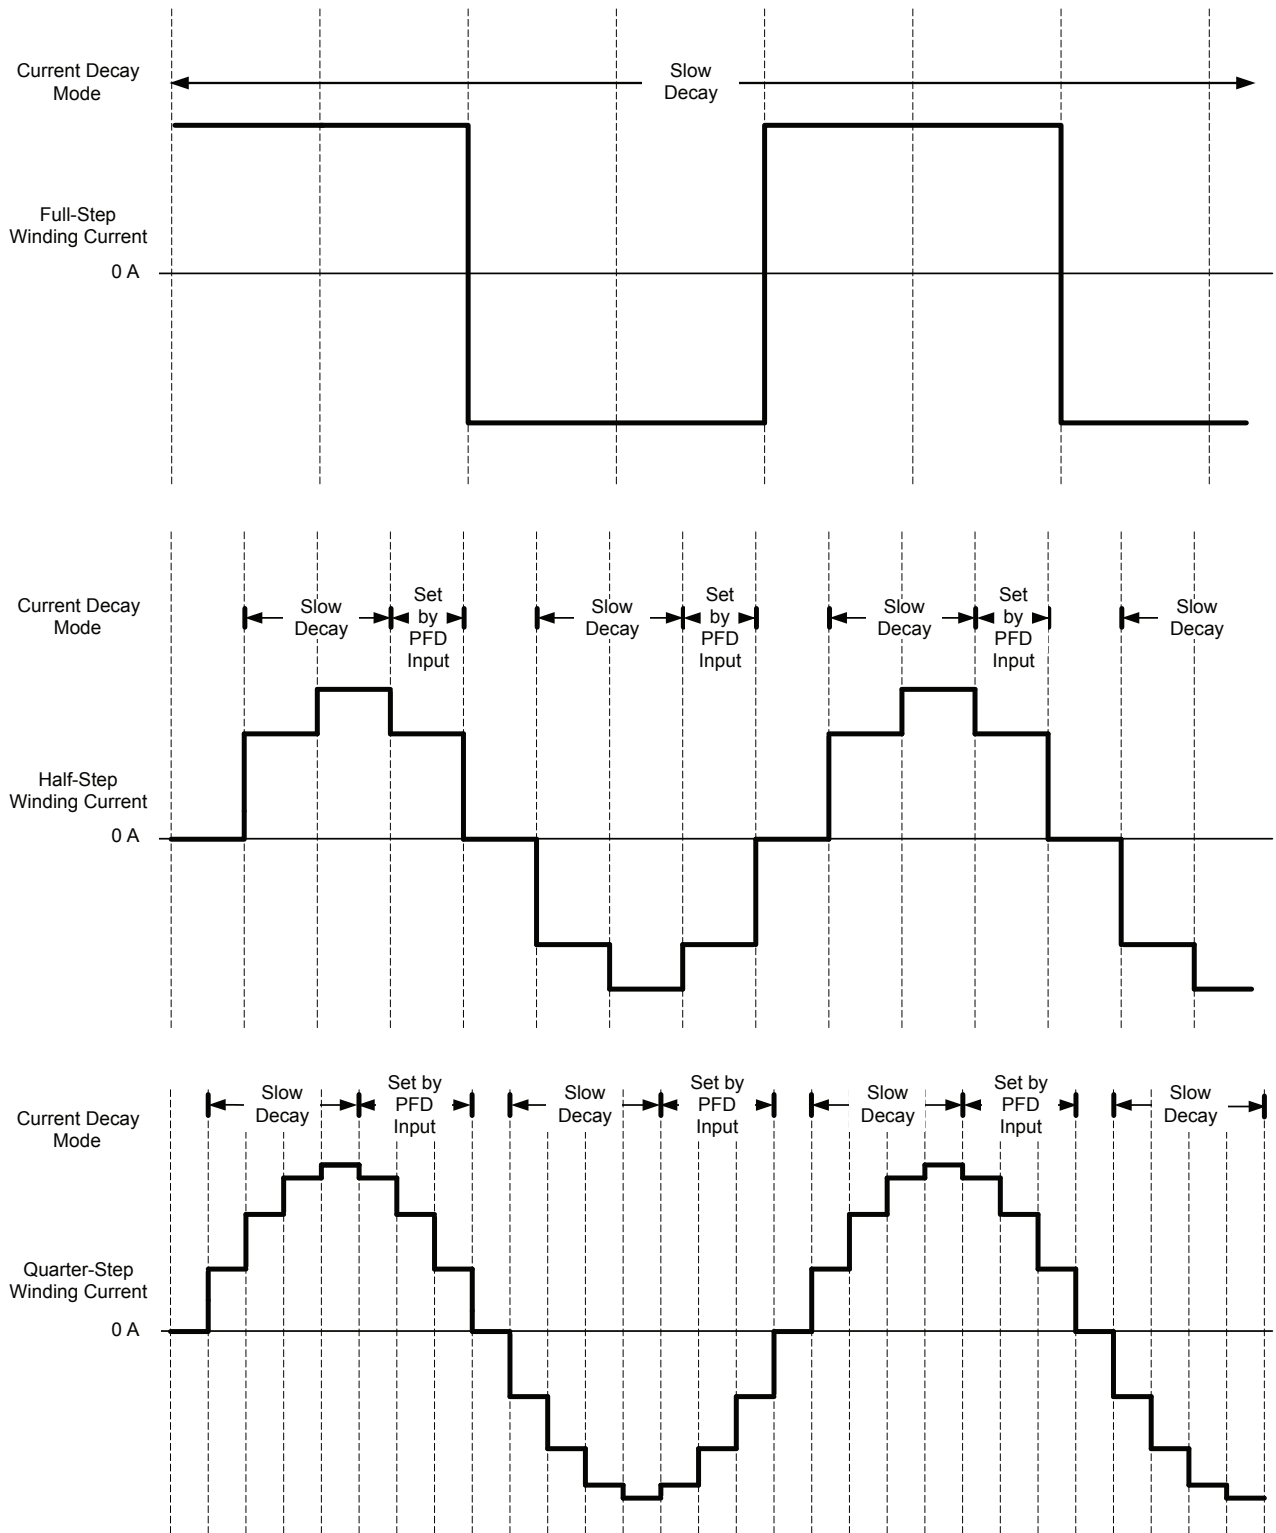 Current Decay
Mode
Slow
Decay
Full-Step
Winding Current
0 A
Current Decay
Mode
Slow
Decay
Set
by
PFD
Input
Slow
Decay
Set
by
PFD
Input
Slow
Decay
Set
by
PFD
Input
Slow
Decay
Half-Step
Winding Current
0 A
Current Decay
Mode
Slow
Decay
Set by
PFD
Input
Slow
Decay
Set by
PFD
Input
Slow
Decay
Set by
PFD
Input
Slow
Decay
Quarter-Step
Winding Current
0 A